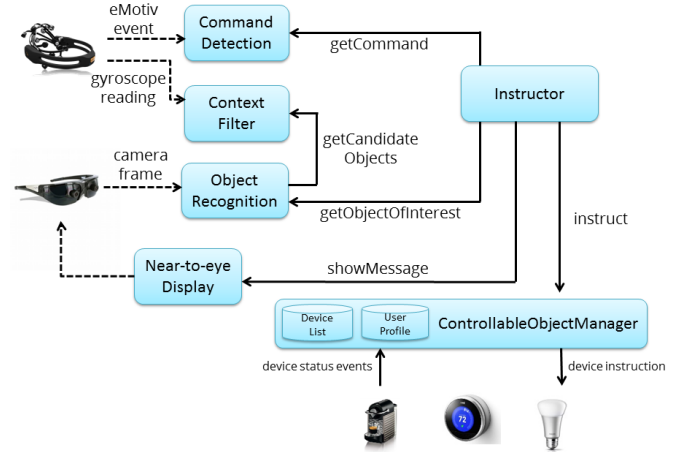 eMotiv
event
Command
Detection
getCommand
gyroscope
reading
Context
Filter
Instructor
getCandidate
Objects
camera
frame
Object
Recognition
getObjectOfInterest
instruct
Near-to-eye
Display
showMessage
Device
List
User
Profile
ControllableObjectManager
device status events
device instruction
72